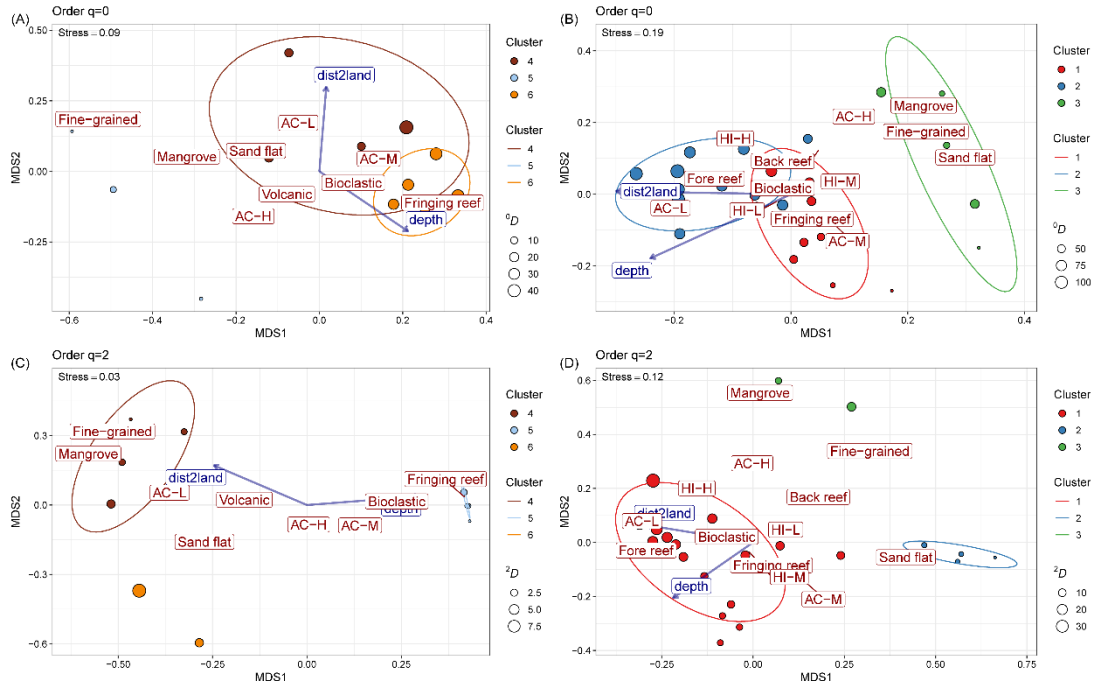 (A)
Order q=0
Stress = 0.09
0.50
0.25
0.00
−0.25
MDS2
−0.6
−0.4
−0.2
0.0
0.2
0.4
MDS1
dist2land
Fine−grained
AC−L
Mangrove
Sand flat
AC−M
Volcanic
Bioclastic
Fringing reef
AC−H
depth
Cluster
4
5
6
Cluster
4
5
6
⁰D
10
20
30
40
(B)
Order q=0
Stress = 0.19
0.4
0.2
0.0
−0.2
MDS2
−0.2
0.0
0.2
0.4
MDS1
Mangrove
AC−H
Fine−grained
HI−H
Sand flat
Back reef
Fore reef
HI−M
Bioclastic
dist2land
AC−L
HI−L
Fringing reef
AC−M
depth
Cluster
1
2
3
Cluster
1
2
3
⁰D
50
75
100
(C)
Order q=2
Stress = 0.03
0.3
0.0
−0.3
−0.6
MDS2
−0.50
−0.25
0.00
0.25
MDS1
Fine−grained
Mangrove
dist2land
Fringing reef
AC−L
Volcanic
Bioclastic
depth
AC−H
AC−M
Sand flat
Cluster
4
5
6
Cluster
4
5
6
²D
2.5
5.0
7.5
(D)
Order q=2
Stress = 0.12
0.6
0.4
0.2
0.0
−0.2
−0.4
MDS2
−0.25
0.00
0.25
0.50
0.75
MDS1
Mangrove
Fine−grained
AC−H
HI−H
Back reef
dist2land
AC−L
HI−L
Bioclastic
Fore reef
Sand flat
Fringing reef
HI−M
depth
AC−M
Cluster
1
2
3
Cluster
1
2
3
²D
10
20
30